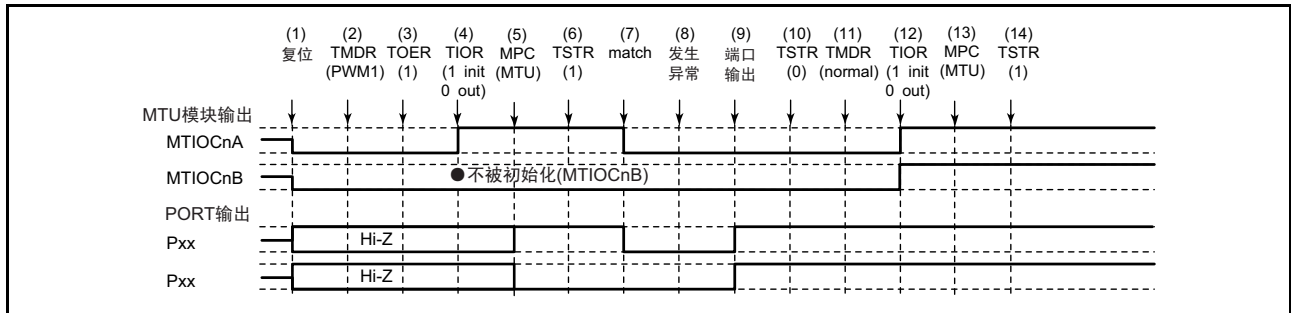 (1) (2) (3) (4) (5) (6) (7) (8) (9) (10) (11) (12) (13) (14)
复位 TMDR TOER TIOR MPC TSTR match 发生 端口 TSTR TMDR TIOR MPC TSTR
(PWM1) (1) (1 init (MTU) (1) 异常 输出 (0) (normal) (1 init (MTU) (1)
0 out) 0 out)
MTU模块输出
MTIOCnA
MTIOCnB ●不被初始化(MTIOCnB)
PORT输出
Pxx Hi-Z
Pxx Hi-Z